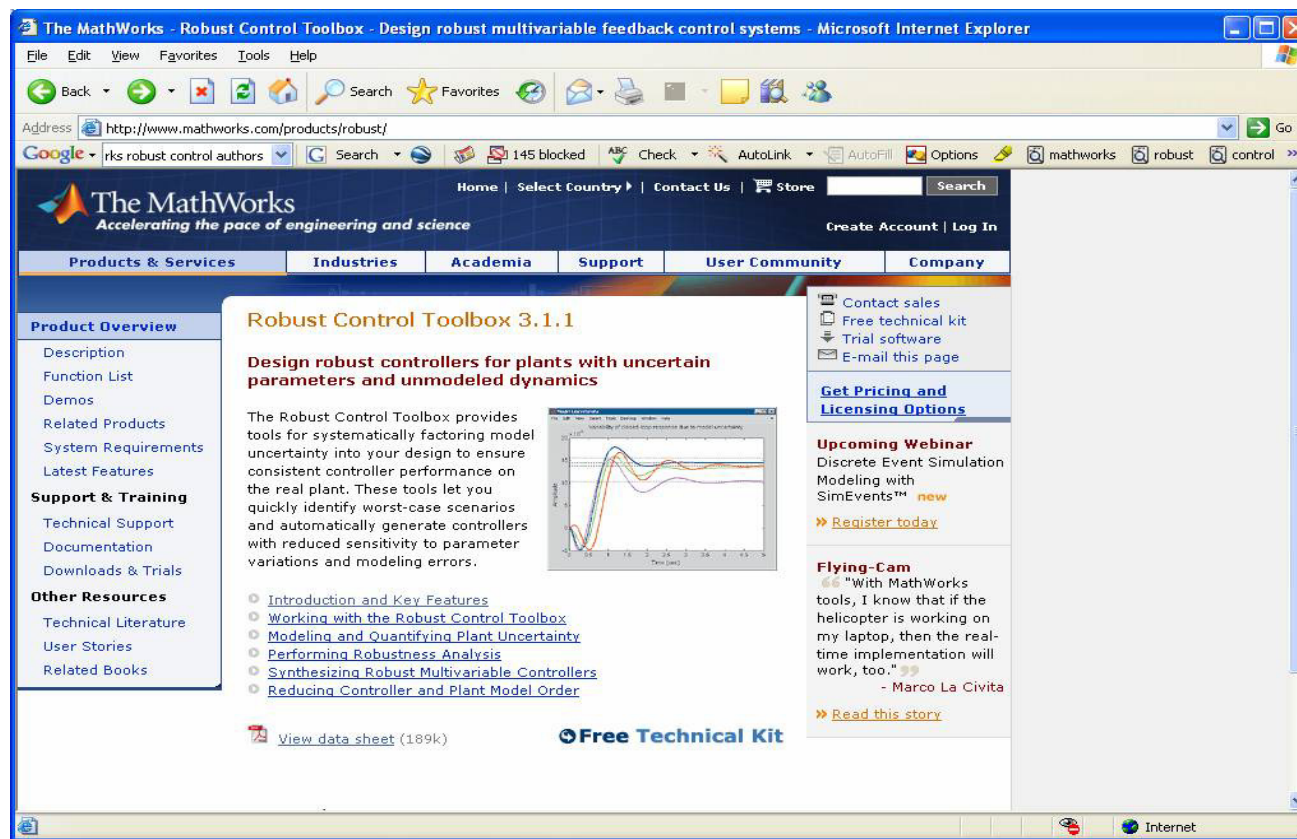 The MathWorks - Robust Control Toolbox - Design robust multivariable feedback control systems - Microsoft Internet Explorer
File Edit View Favorites Tools Help
Back Search Favorites
Address http://www.mathworks.com/products/robust/ Go
Google rks robust control authors Search 145 blocked ABC Check AutoLink AutoFill Options mathworks robust control »
Home | Select Country | Contact Us | Store Search
The MathWorks
Accelerating the pace of engineering and science
Create Account | Log In
Products & Services Industries Academia Support User Community Company
Product Overview
Description
Function List
Demos
Related Products
System Requirements
Latest Features
Support & Training
Technical Support
Documentation
Downloads & Trials
Other Resources
Technical Literature
User Stories
Related Books
Robust Control Toolbox 3.1.1
Design robust controllers for plants with uncertain
parameters and unmodeled dynamics
The Robust Control Toolbox provides
tools for systematically factoring model
uncertainty into your design to ensure
consistent controller performance on
the real plant. These tools let you
quickly identify worst-case scenarios
and automatically generate controllers
with reduced sensitivity to parameter
variations and modeling errors.
Introduction and Key Features
Working with the Robust Control Toolbox
Modeling and Quantifying Plant Uncertainty
Performing Robustness Analysis
Synthesizing Robust Multivariable Controllers
Reducing Controller and Plant Model Order
View data sheet (189k)
Free Technical Kit
Contact sales
Free technical kit
Trial software
E-mail this page
Get Pricing and
Licensing Options
Upcoming Webinar
Discrete Event Simulation
Modeling with
SimEvents™ new
» Register today
Flying-Cam
"With MathWorks
tools, I know that if the
helicopter is working on
my laptop, then the real-
time implementation will
work, too."
- Marco La Civita
» Read this story
Internet